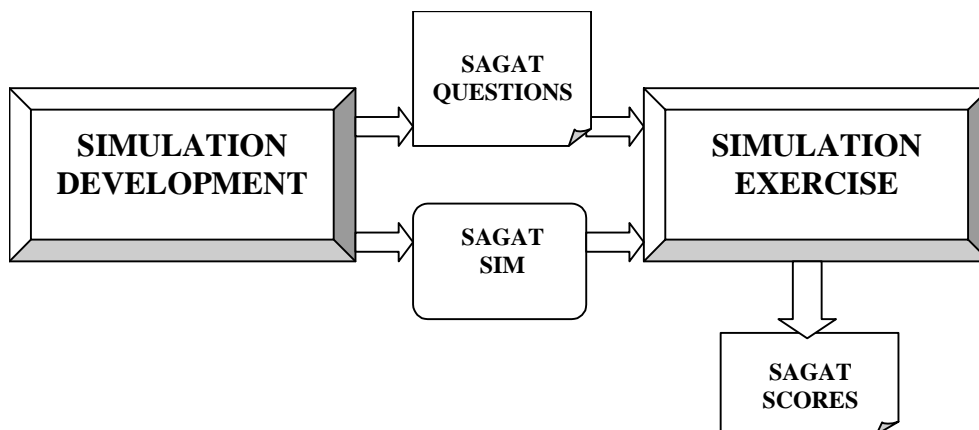 SAGAT
QUESTIONS
SIMULATION
DEVELOPMENT
SIMULATION
EXERCISE
SAGAT
SIM
SAGAT
SCORES